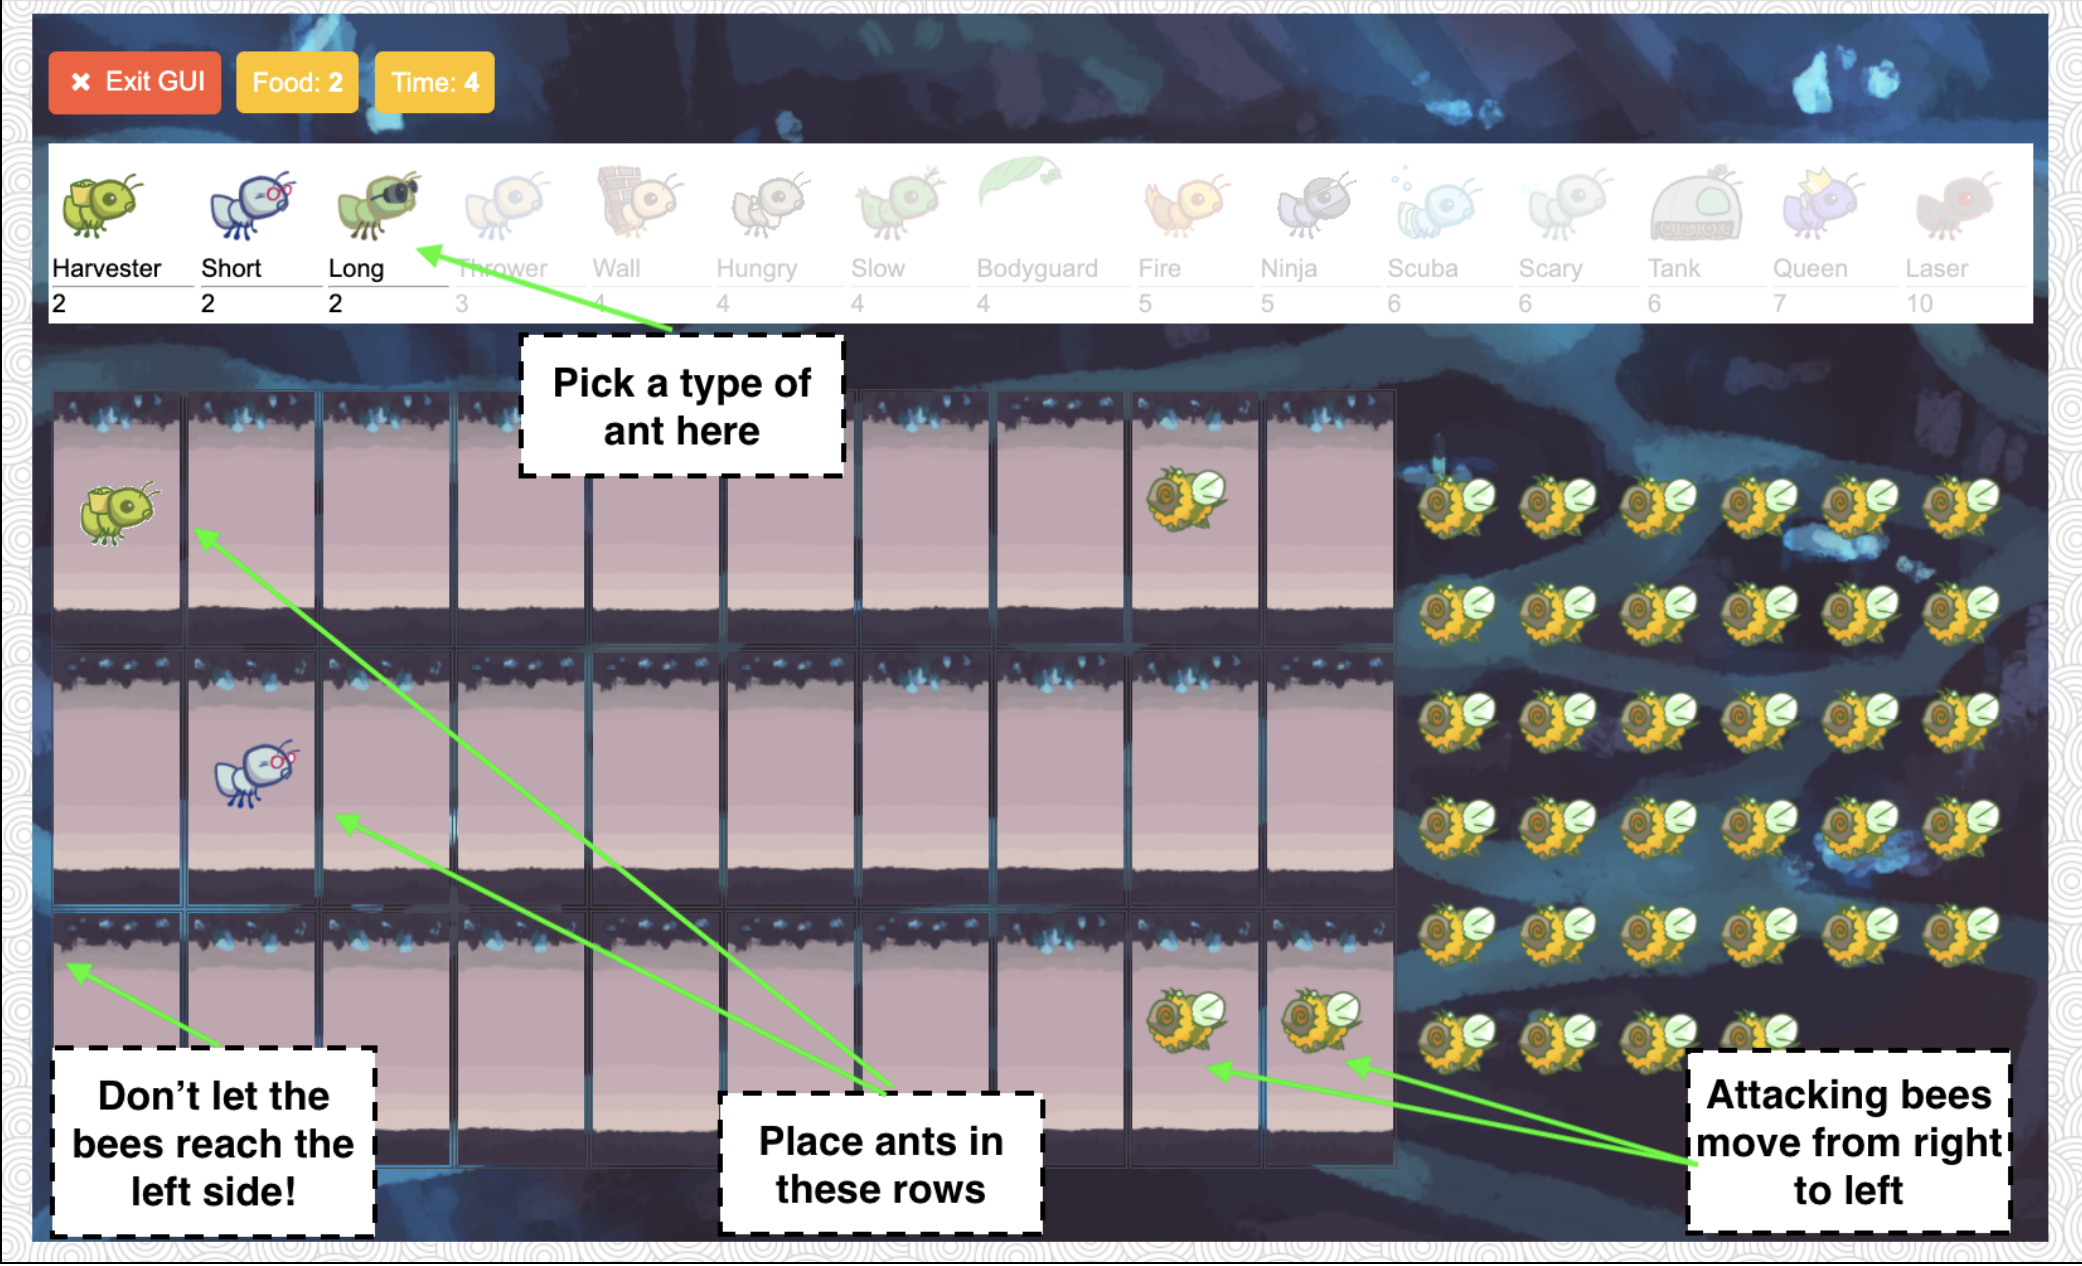 ✖ Exit GUI Food: 2 Time: 4
Harvester Short Long Thrower Wall Hungry Slow Bodyguard Fire Ninja Scuba Scary Tank Queen Laser
2 2 2 3 4 4 4 4 5 5 6 6 6 7 10
Pick a type of
ant here
Don’t let the
bees reach the
left side!
Place ants in
these rows
Attacking bees
move from right
to left